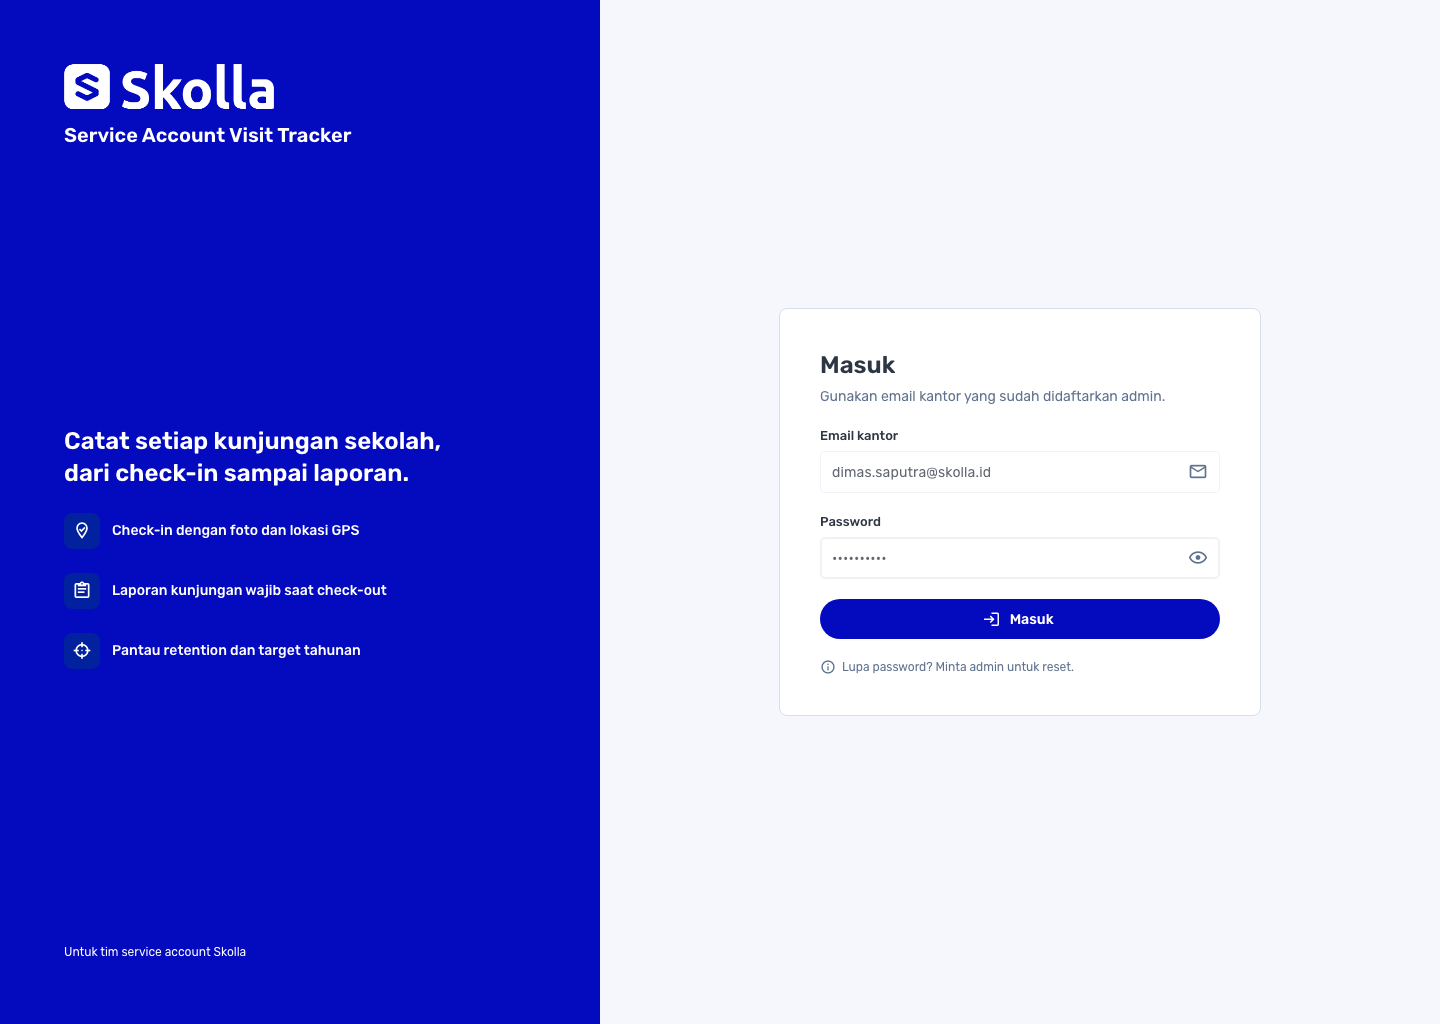 Skolla
Service Account Visit Tracker
Catat setiap kunjungan sekolah,
dari check-in sampai laporan.
Check-in dengan foto dan lokasi GPS
Laporan kunjungan wajib saat check-out
Pantau retention dan target tahunan
Untuk tim service account Skolla
Masuk
Gunakan email kantor yang sudah didaftarkan admin.
Email kantor
dimas.saputra@skolla.id
Password
••••••••••
Masuk
Lupa password? Minta admin untuk reset.